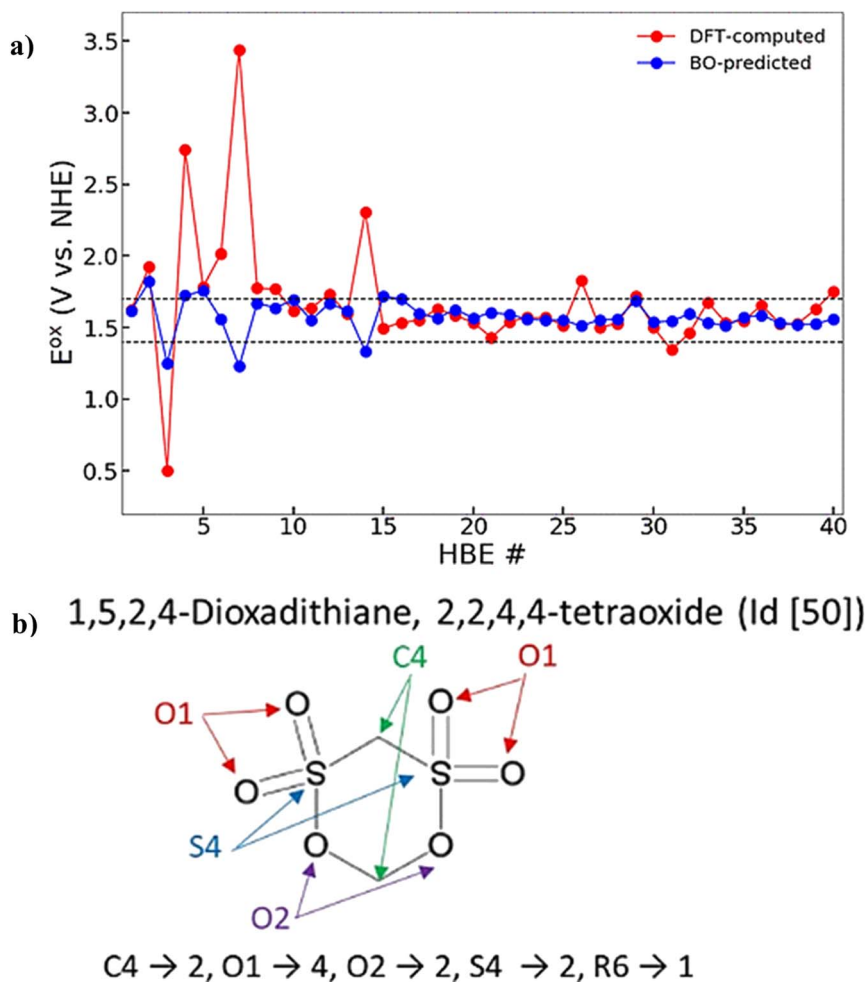 a)
3.5
3.0
2.5
2.0
1.5
1.0
0.5
E^ox (V vs. NHE)
DFT-computed
BO-predicted
5 10 15 20 25 30 35 40
HBE #
b) 1,5,2,4-Dioxadithiane, 2,2,4,4-tetraoxide (Id [50])
C4
O1
O1
O
O
S
S
O
O
S4
O
O
O2
C4 → 2, O1 → 4, O2 → 2, S4 → 2, R6 → 1